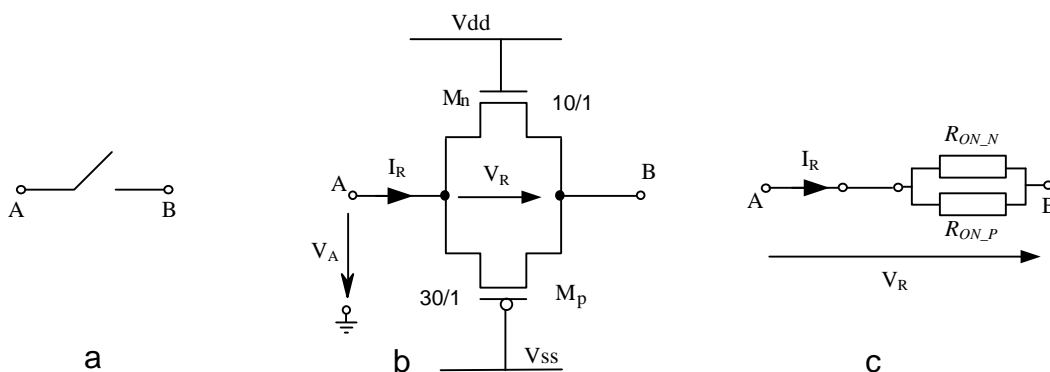 A
B
a
Vdd
Mn
10/1
A
IR
VR
B
VA
30/1
Mp
Vss
b
RON_N
IR
A
B
RON_P
VR
c